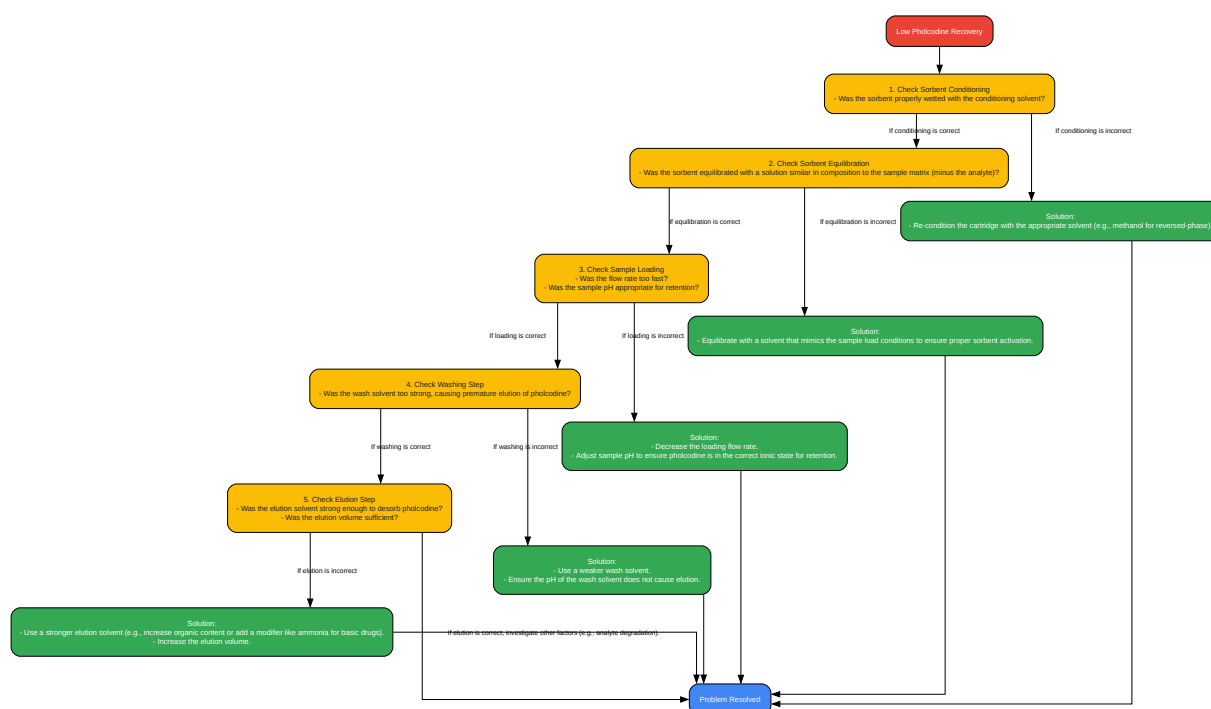 Low Pholcodine Recovery
1. Check Sorbent Conditioning
- Was the sorbent properly wetted with the conditioning solvent?
If conditioning is correct
If conditioning is incorrect
2. Check Sorbent Equilibration
- Was the sorbent equilibrated with a solution similar in composition to the sample matrix (minus the analyte)?
If equilibration is correct
If equilibration is incorrect
Solution:
- Re-condition the cartridge with the appropriate solvent (e.g., methanol for reversed-phase)
3. Check Sample Loading
- Was the flow rate too fast?
- Was the sample pH appropriate for retention?
If loading is correct
If loading is incorrect
Solution:
- Equilibrate with a solvent that mimics the sample load conditions to ensure proper sorbent activation.
4. Check Washing Step
- Was the wash solvent too strong, causing premature elution of pholcodine?
If washing is correct
If washing is incorrect
Solution:
- Decrease the loading flow rate.
- Adjust sample pH to ensure pholcodine is in the correct ionic state for retention.
5. Check Elution Step
- Was the elution solvent strong enough to desorb pholcodine?
- Was the elution volume sufficient?
If elution is incorrect
Solution:
- Use a weaker wash solvent.
- Ensure the pH of the wash solvent does not cause elution.
Solution:
- Use a stronger elution solvent (e.g., increase organic content or add a modifier like ammonia for basic drugs).
- Increase the elution volume.
If elution is correct, investigate other factors (e.g., analyte degradation).
Problem Resolved